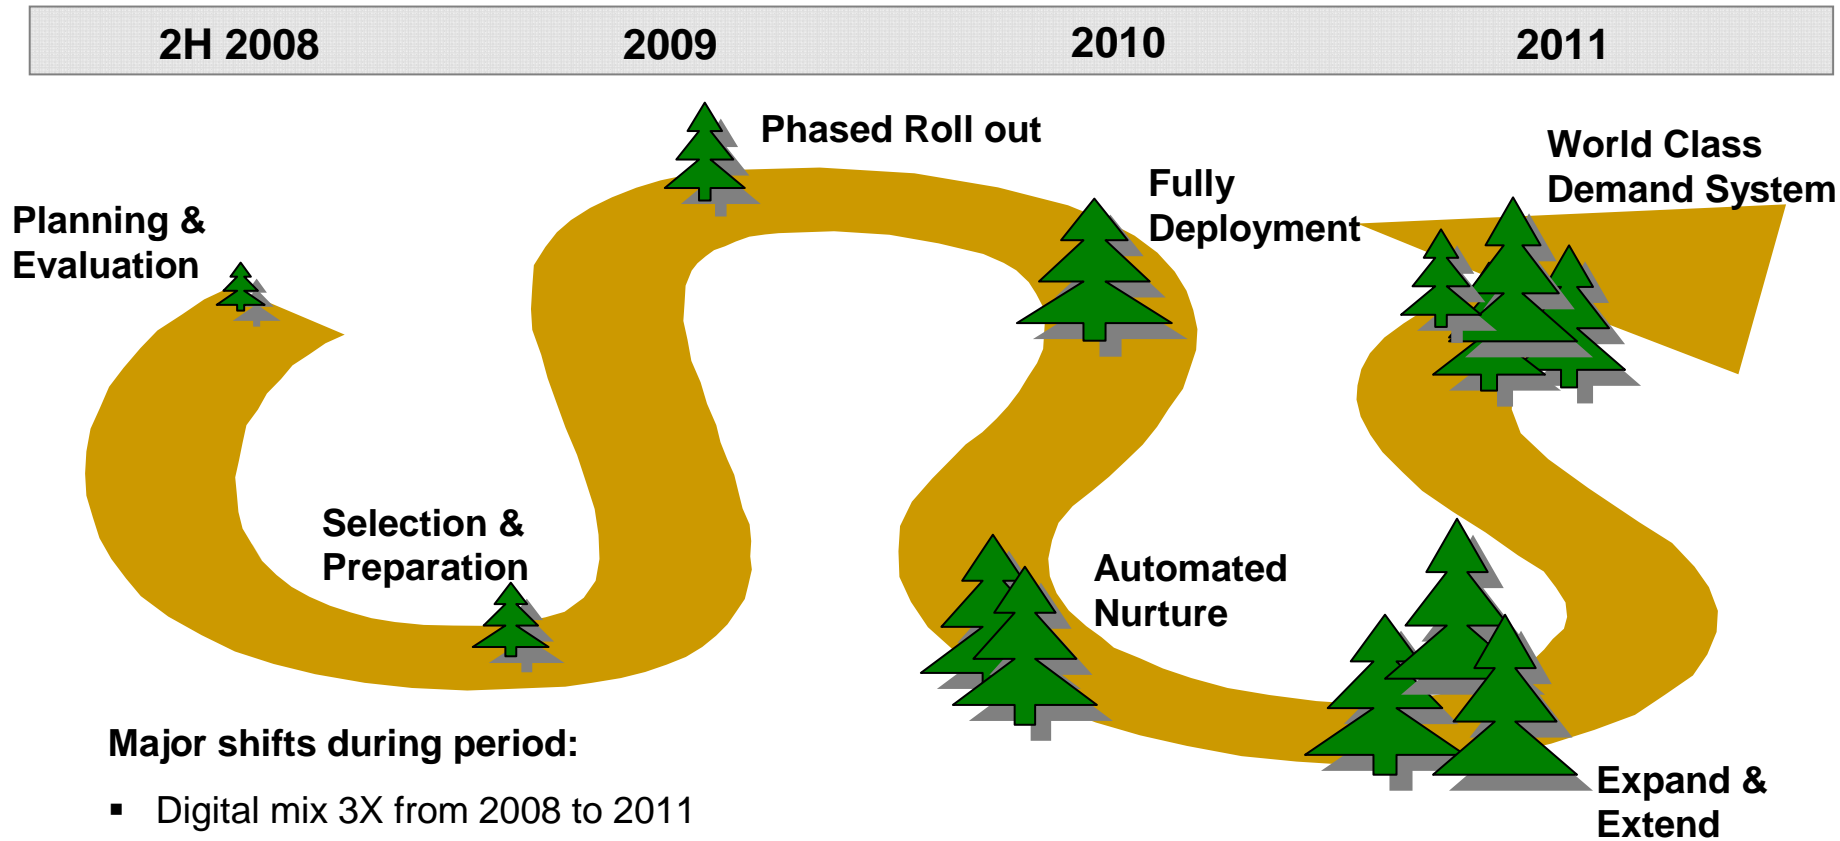 2H 2008 2009 2010 2011
Phased Roll out
World Class
Demand System
Fully
Deployment
Planning &
Evaluation
Selection &
Preparation
Automated
Nurture
Major shifts during period:
▪ Digital mix 3X from 2008 to 2011
Expand &
Extend